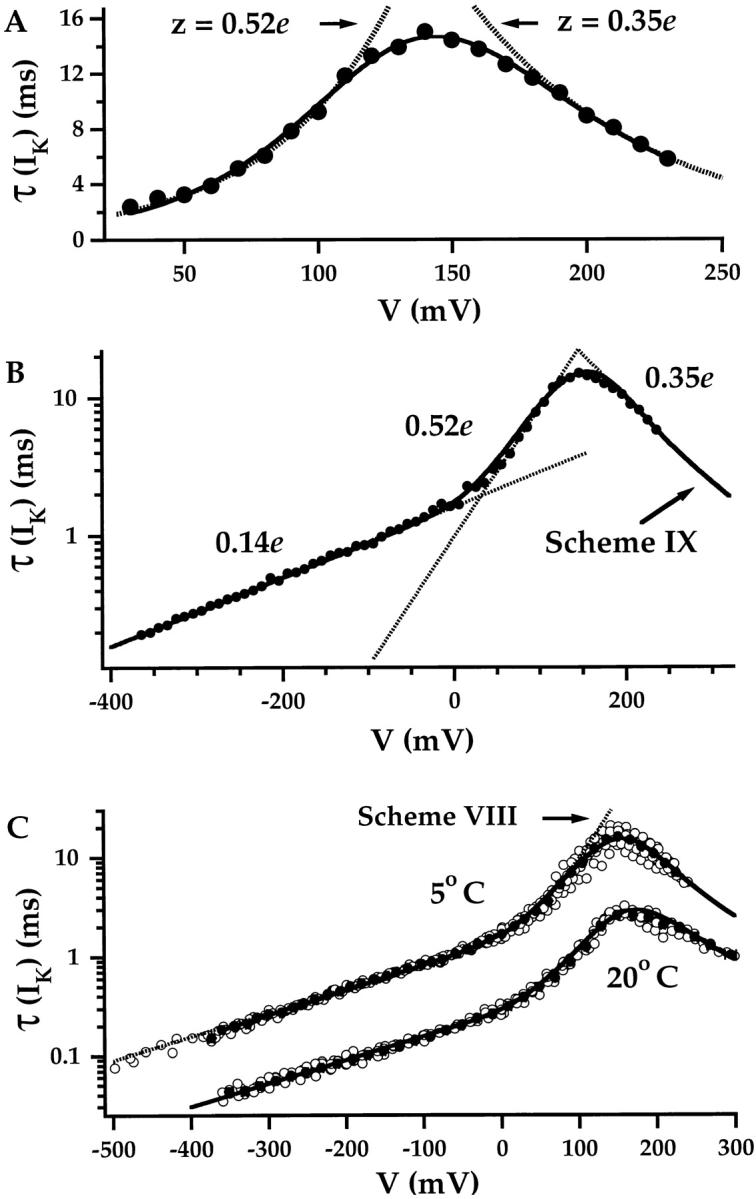 A
z = 0.52e
z = 0.35e
τ (I_K) (ms)
16
12
8
4
0
50 100 150 200 250
V (mV)
B
0.35e
0.52e
0.14e
Scheme IX
τ (I_K) (ms)
10
1
-400 -200 0 200
V (mV)
C
Scheme VIII
5° C
20° C
τ (I_K) (ms)
10
1
0.1
-500 -400 -300 -200 -100 0 100 200 300
V (mV)